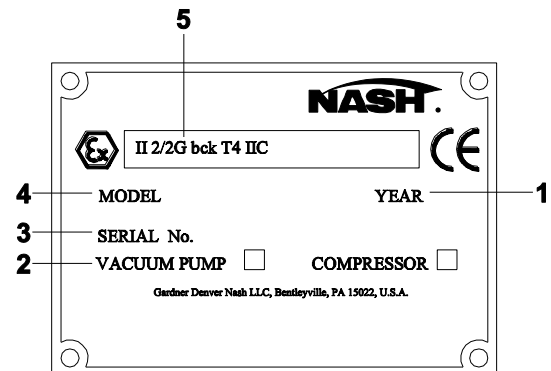 5
NASH.
Ex II 2/2G bck T4 IIC CE
4 MODEL YEAR 1
3 SERIAL No.
2 VACUUM PUMP COMPRESSOR
Gardner Denver Nash LLC, Bentleyville, PA 15022, U.S.A.